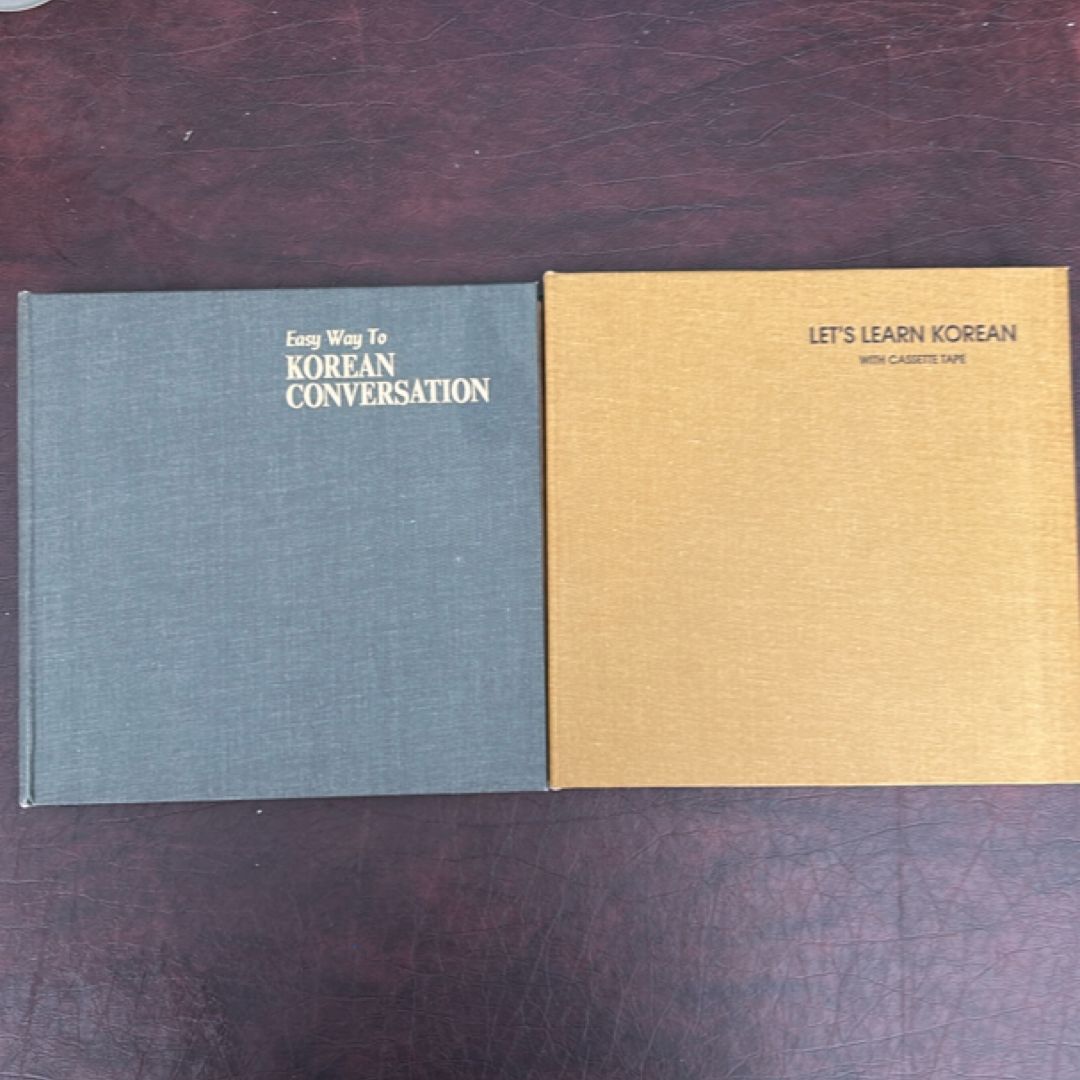 Easy Way To
KOREAN
CONVERSATION
LET'S LEARN KOREAN
WITH CASSETTE TAPE